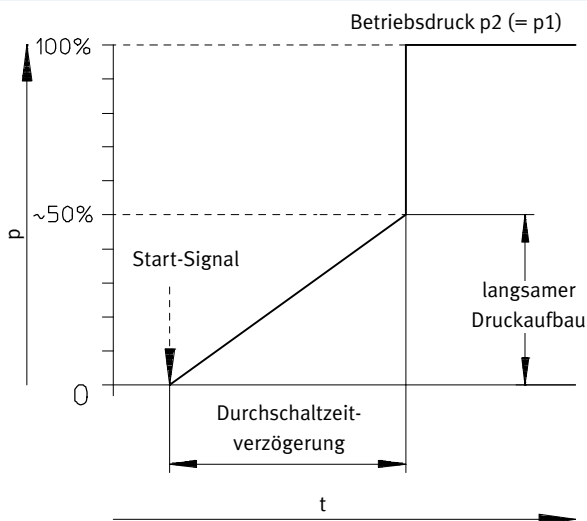 Betriebsdruck p2 (= p1)
100%
~50%
p
Start-Signal
langsamer
Druckaufbau
0
Durchschaltzeit-
verzögerung
t